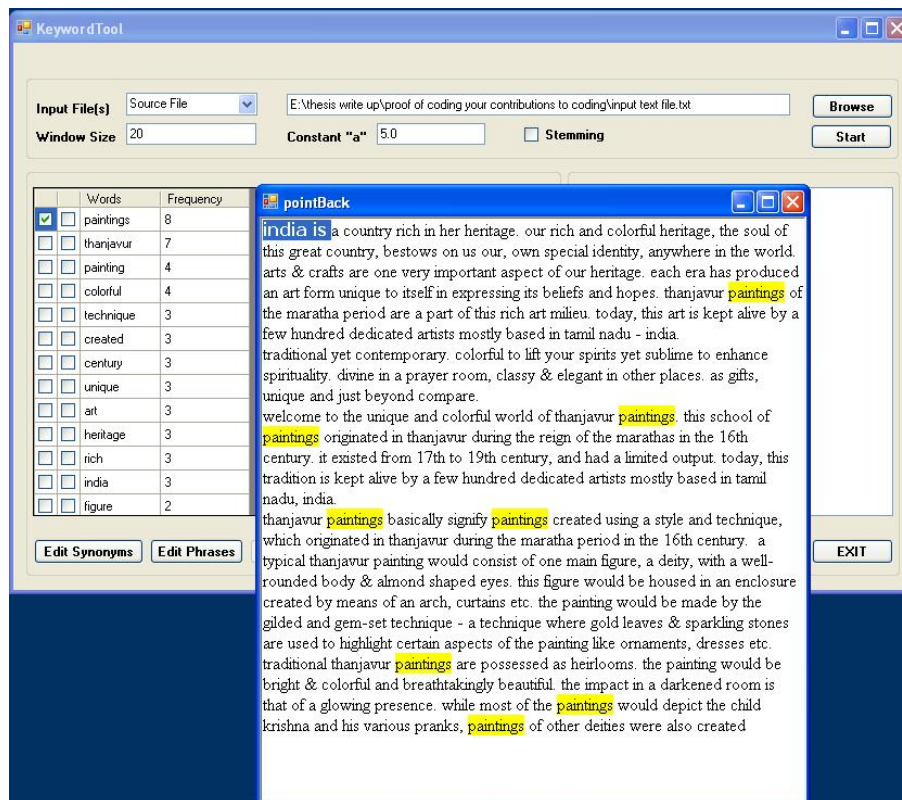 KeywordTool
Input File(s) Source File E:\thesis write up\proof of coding your contributions to coding\input text file.txt Browse
Window Size 20 Constant "a" 5.0 Stemming Start
Words Frequency
paintings 8
thanjavur 7
painting 4
colorful 4
technique 3
created 3
century 3
unique 3
art 3
heritage 3
rich 3
india 3
figure 2
Edit Synonyms Edit Phrases EXIT
pointBack
india is a country rich in her heritage. our rich and colorful heritage, the soul of
this great country, bestows on us our, own special identity, anywhere in the world.
arts & crafts are one very important aspect of our heritage. each era has produced
an art form unique to itself in expressing its beliefs and hopes. thanjavur paintings of
the maratha period are a part of this rich art milieu. today, this art is kept alive by a
few hundred dedicated artists mostly based in tamil nadu - india.
traditional yet contemporary. colorful to lift your spirits yet sublime to enhance
spirituality. divine in a prayer room, classy & elegant in other places. as gifts,
unique and just beyond compare.
welcome to the unique and colorful world of thanjavur paintings. this school of
paintings originated in thanjavur during the reign of the marathas in the 16th
century. it existed from 17th to 19th century, and had a limited output. today, this
tradition is kept alive by a few hundred dedicated artists mostly based in tamil
nadu, india.
thanjavur paintings basically signify paintings created using a style and technique,
which originated in thanjavur during the maratha period in the 16th century. a
typical thanjavur painting would consist of one main figure, a deity, with a well-
rounded body & almond shaped eyes. this figure would be housed in an enclosure
created by means of an arch, curtains etc. the painting would be made by the
gilded and gem-set technique - a technique where gold leaves & sparkling stones
are used to highlight certain aspects of the painting like ornaments, dresses etc.
traditional thanjavur paintings are possessed as heirlooms. the painting would be
bright & colorful and breathtakingly beautiful. the impact in a darkened room is
that of a glowing presence. while most of the paintings would depict the child
krishna and his various pranks, paintings of other deities were also created